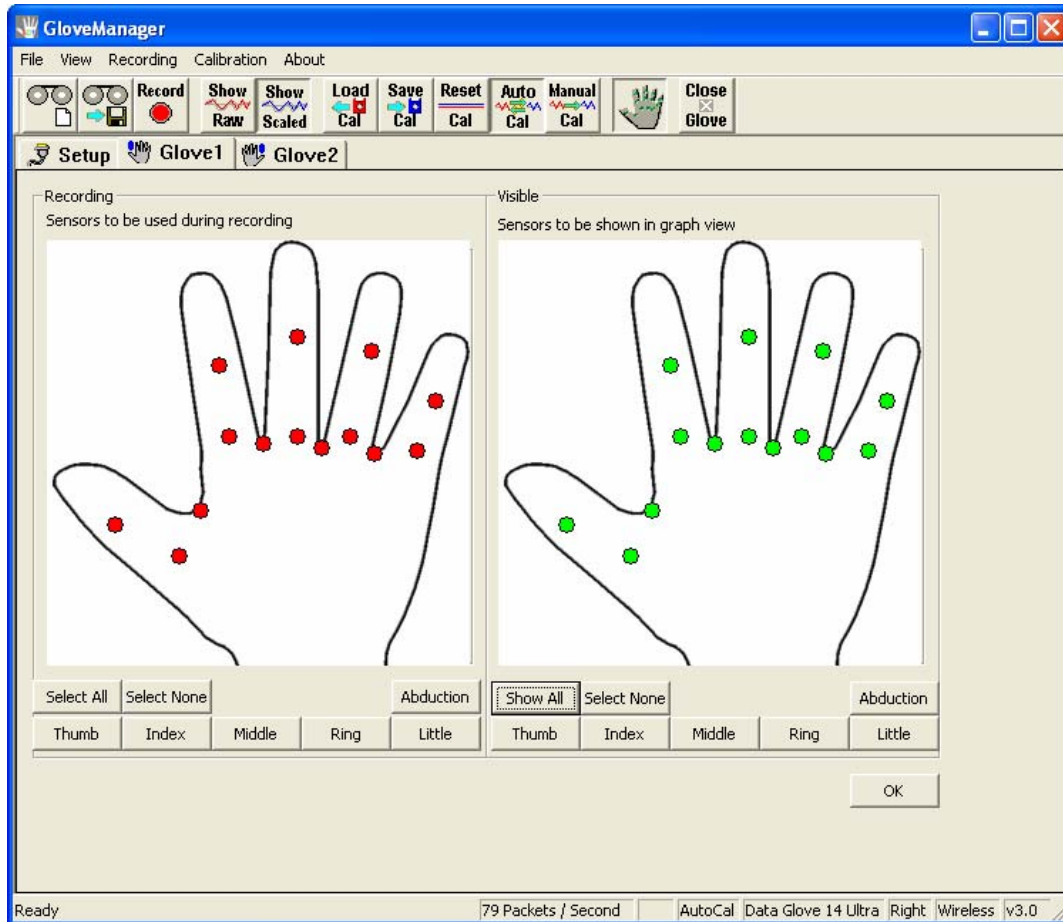 GloveManager
File View Recording Calibration About
Record
Show Raw
Show Scaled
Load Cal
Save Cal
Reset Cal
Auto Cal
Manual Cal
Close Glove
Setup Glove1 Glove2
Recording
Sensors to be used during recording
Visible
Sensors to be shown in graph view
Select All Select None Abduction
Thumb Index Middle Ring Little
Show All Select None Abduction
Thumb Index Middle Ring Little
OK
Ready 79 Packets / Second AutoCal Data Glove 14 Ultra Right Wireless v3.0